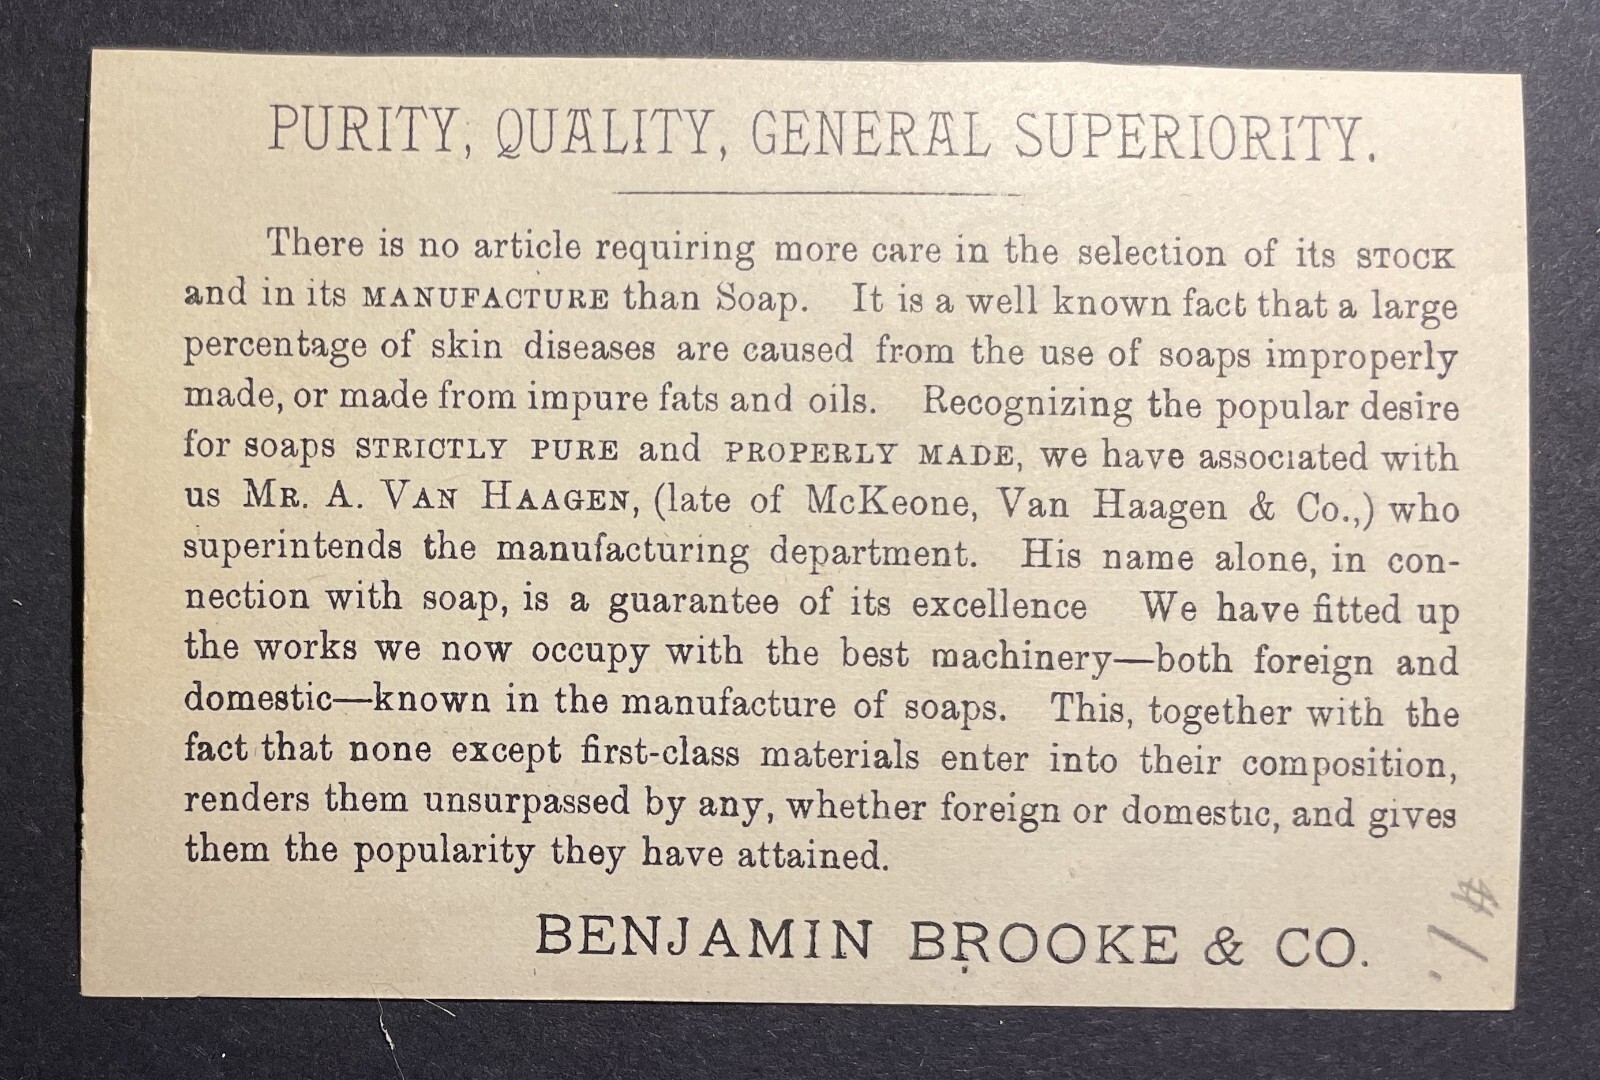 PURITY, QUALITY, GENERAL SUPERIORITY.
There is no article requiring more care in the selection of its STOCK
and in its MANUFACTURE than Soap. It is a well known fact that a large
percentage of skin diseases are caused from the use of soaps improperly
made, or made from impure fats and oils. Recognizing the popular desire
for soaps STRICTLY PURE and PROPERLY MADE, we have associated with
us MR. A. VAN HAAGEN, (late of McKeone, Van Haagen & Co.,) who
superintends the manufacturing department. His name alone, in con-
nection with soap, is a guarantee of its excellence We have fitted up
the works we now occupy with the best machinery—both foreign and
domestic—known in the manufacture of soaps. This, together with the
fact that none except first-class materials enter into their composition,
renders them unsurpassed by any, whether foreign or domestic, and gives
them the popularity they have attained.
BENJAMIN BROOKE & CO.
$1.